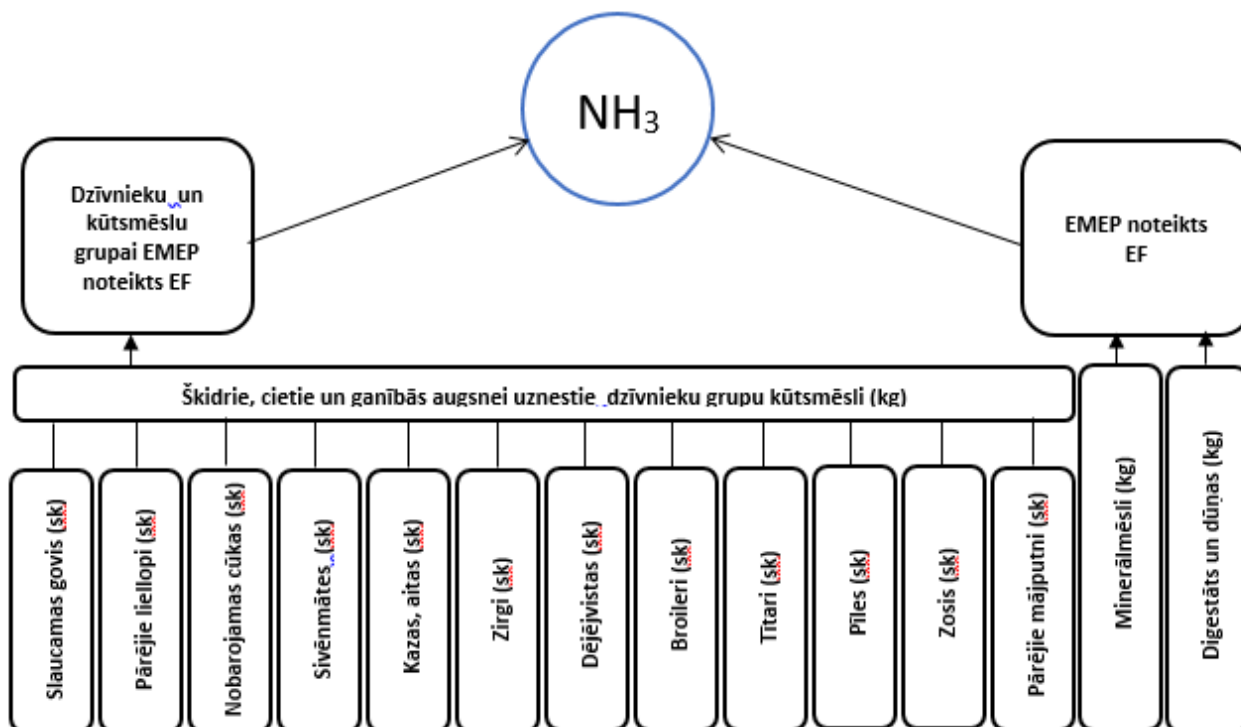 NH₃
Dzīvnieku un
kūtsmēslu
grupai EMEP
noteikts EF
EMEP noteikts
EF
Škidrie, cietie un ganībās augsnei uznestie dzīvnieku grupu kūtsmēsli (kg)
Slaucamas govis (sk)
Pārējie liellopi (sk)
Nobarojamas cūkas (sk)
Sivēnmātes (sk)
Kazas, aitas (sk)
Zirgi (sk)
Dējējvistas (sk)
Broileri (sk)
Tītari (sk)
Pīles (sk)
Zosis (sk)
Pārējie mājputni (sk)
Minerālmēsli (kg)
Digestāts un dūņas (kg)